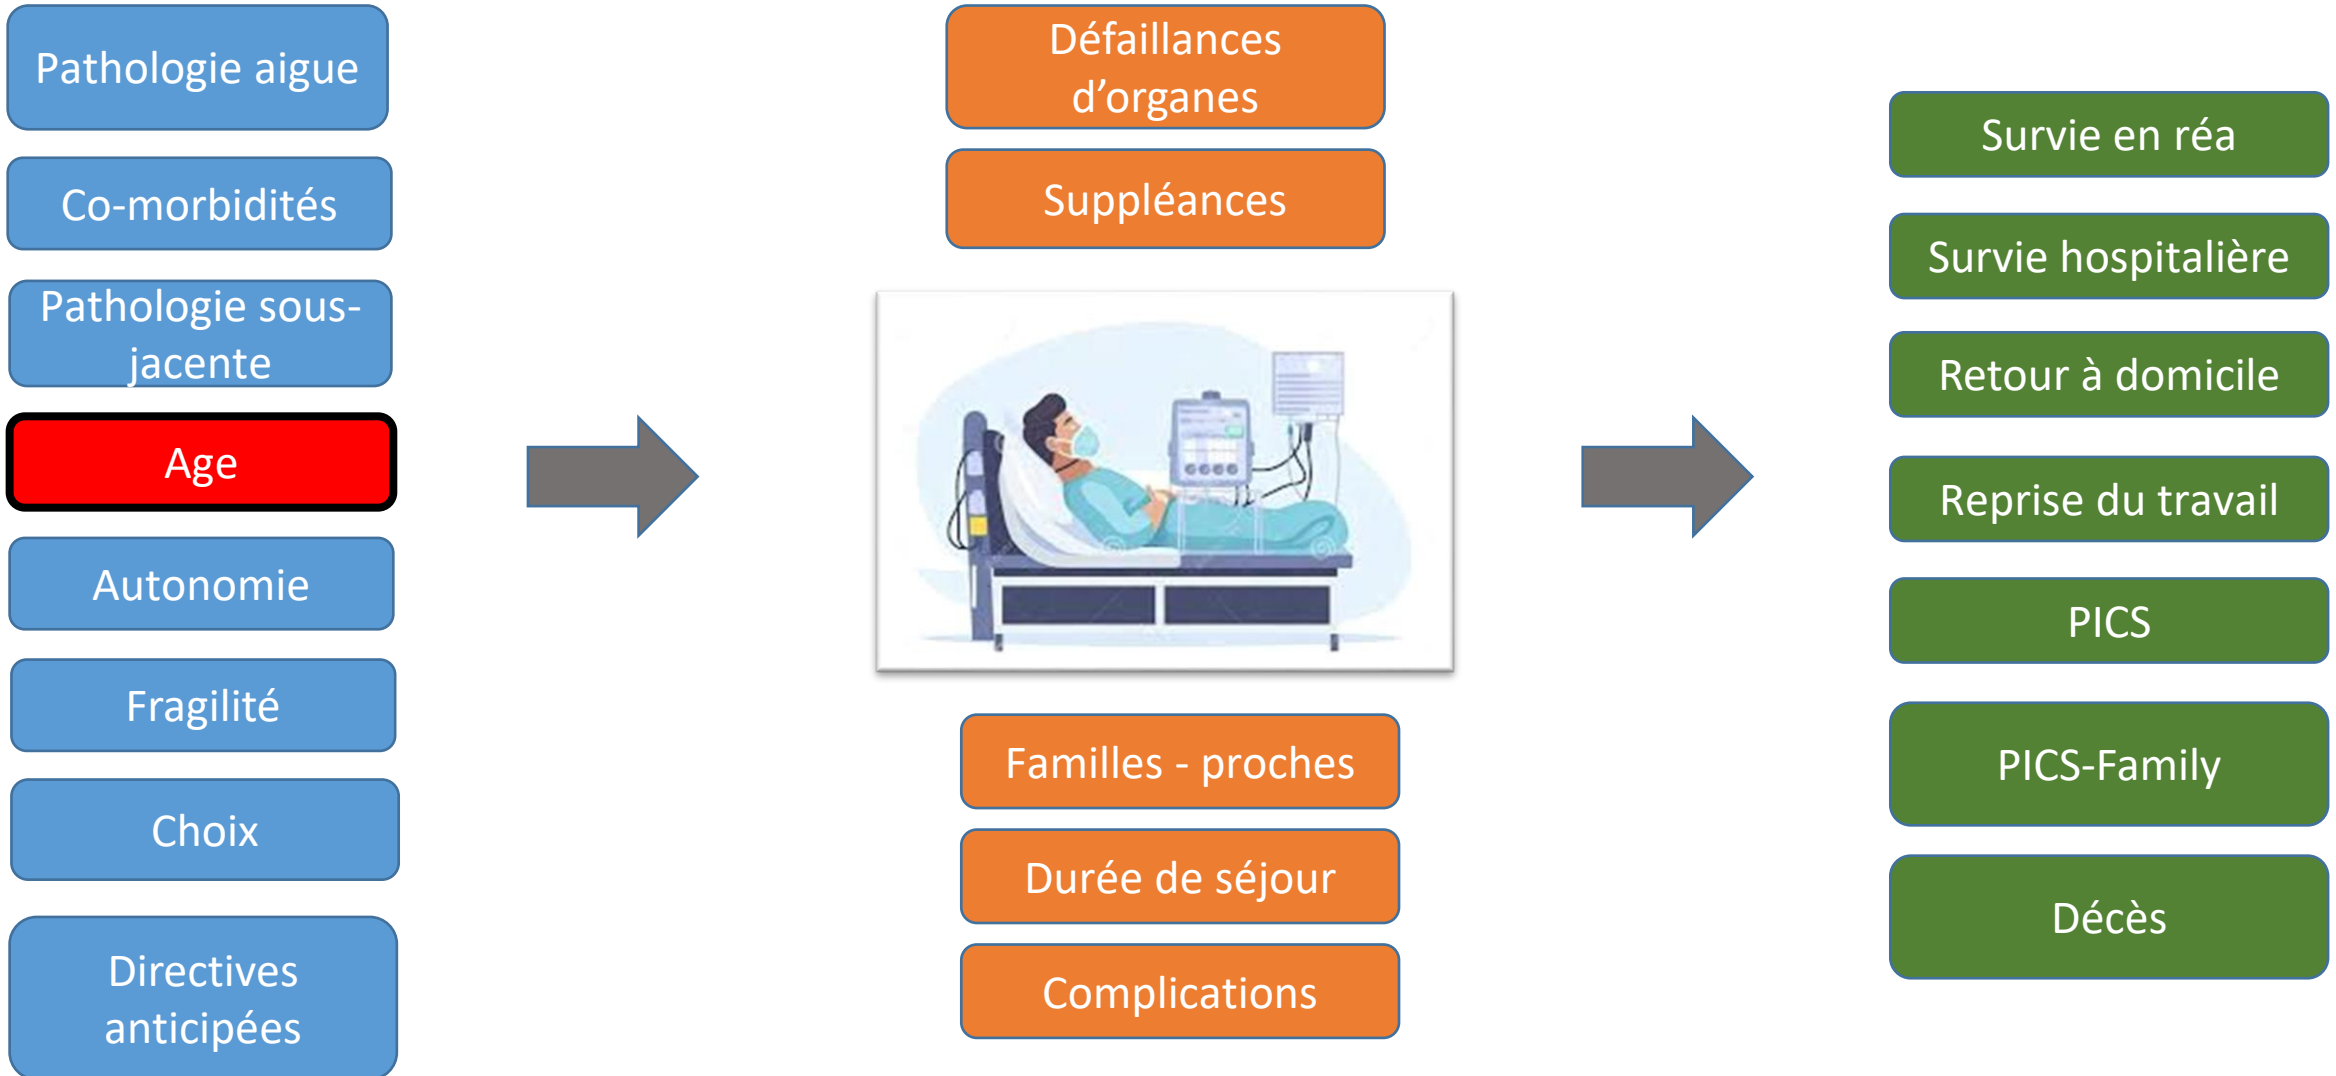 Pathologie aigue
Co-morbidités
Pathologie sous-
jacente
Age
Autonomie
Fragilité
Choix
Directives
anticipées
Défaillances
d’organes
Suppléances
Familles - proches
Durée de séjour
Complications
Survie en réa
Survie hospitalière
Retour à domicile
Reprise du travail
PICS
PICS-Family
Décès